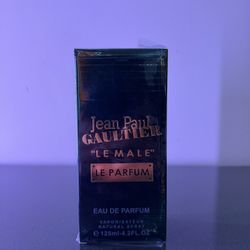 Jean Paul
GAULTIER
"LE MALE"
LE PARFUM
EAU DE PARFUM
VAPORISATEUR
NATURAL SPRAY
℮ 125ml-4.2FL.OZ